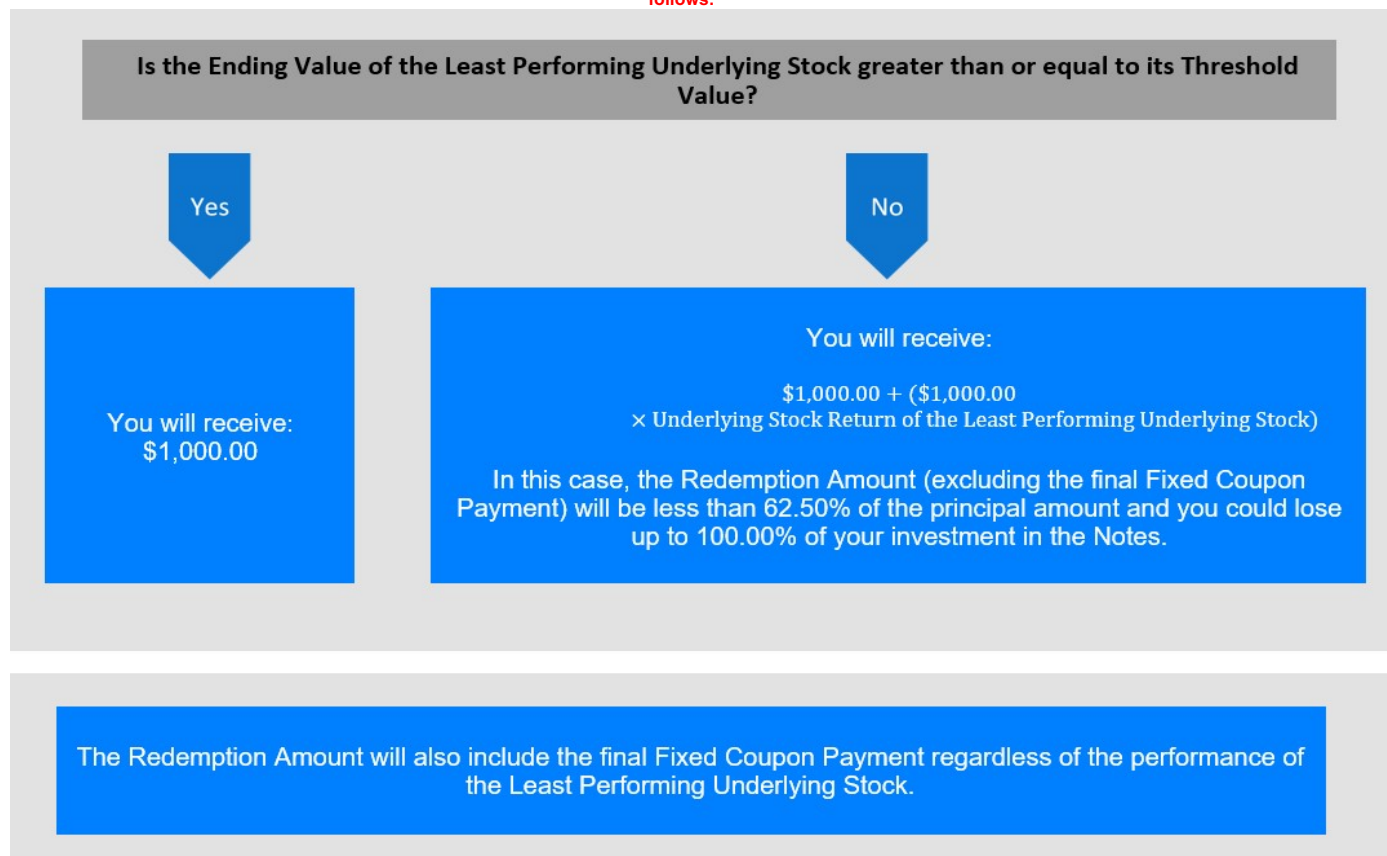 follows:
Is the Ending Value of the Least Performing Underlying Stock greater than or equal to its Threshold
Value?
Yes
No
You will receive:
$1,000.00
You will receive:
$1,000.00 + ($1,000.00
× Underlying Stock Return of the Least Performing Underlying Stock)
In this case, the Redemption Amount (excluding the final Fixed Coupon
Payment) will be less than 62.50% of the principal amount and you could lose
up to 100.00% of your investment in the Notes.
The Redemption Amount will also include the final Fixed Coupon Payment regardless of the performance of
the Least Performing Underlying Stock.